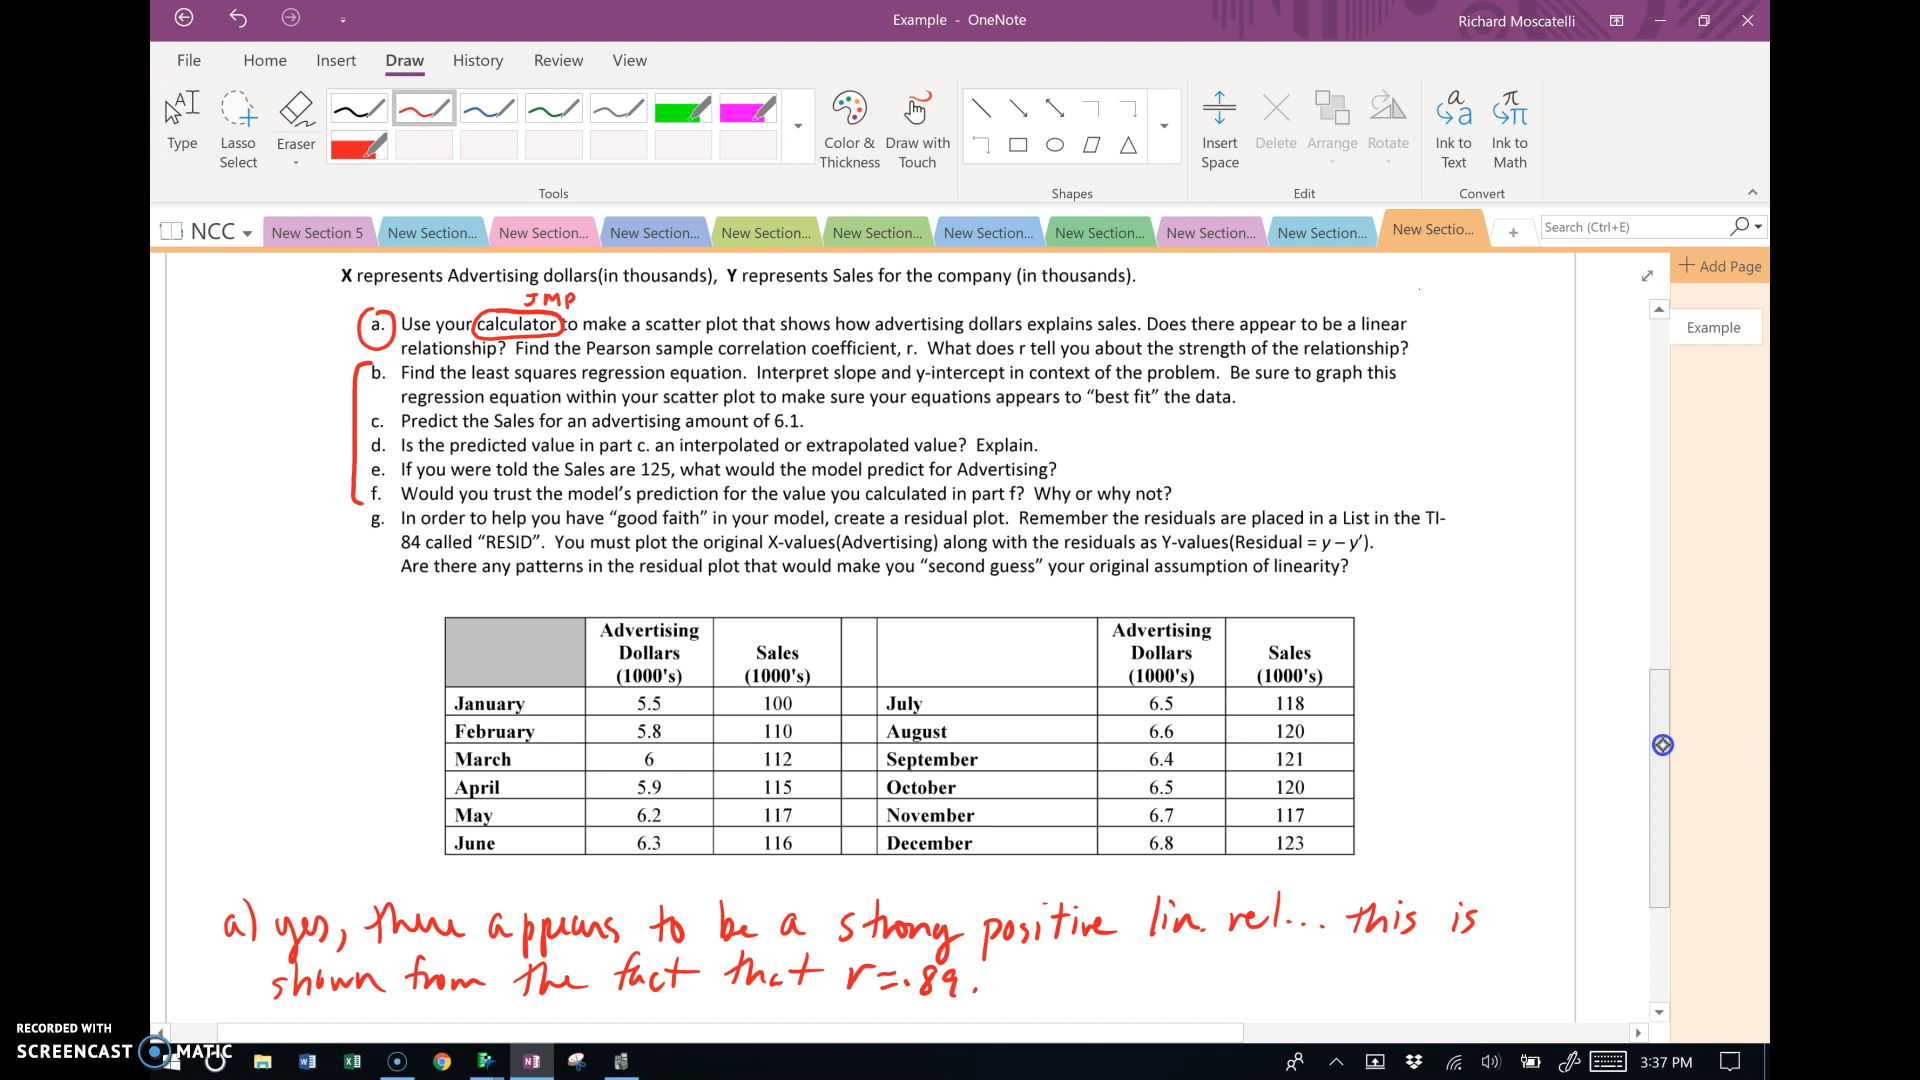 Example - OneNote
Richard Moscatelli
File Home Insert Draw History Review View
Type
Lasso Select
Eraser
Color & Thickness
Draw with Touch
Insert Space
Delete
Arrange
Rotate
Ink to Text
Ink to Math
Tools
Shapes
Edit
Convert
NCC
New Section 5
New Section...
New Section...
New Section...
New Section...
New Section...
New Section...
New Section...
New Section...
New Section...
New Sectio...
Search (Ctrl+E)
Add Page
Example
X represents Advertising dollars(in thousands), Y represents Sales for the company (in thousands).
JMP
a. Use your calculator to make a scatter plot that shows how advertising dollars explains sales. Does there appear to be a linear
relationship? Find the Pearson sample correlation coefficient, r. What does r tell you about the strength of the relationship?
b. Find the least squares regression equation. Interpret slope and y-intercept in context of the problem. Be sure to graph this
regression equation within your scatter plot to make sure your equations appears to “best fit” the data.
c. Predict the Sales for an advertising amount of 6.1.
d. Is the predicted value in part c. an interpolated or extrapolated value? Explain.
e. If you were told the Sales are 125, what would the model predict for Advertising?
f. Would you trust the model’s prediction for the value you calculated in part f? Why or why not?
g. In order to help you have “good faith” in your model, create a residual plot. Remember the residuals are placed in a List in the TI-
84 called “RESID”. You must plot the original X-values(Advertising) along with the residuals as Y-values(Residual = y – y’).
Are there any patterns in the residual plot that would make you “second guess” your original assumption of linearity?
Advertising Dollars (1000's) Sales (1000's) Advertising Dollars (1000's) Sales (1000's)
January 5.5 100 July 6.5 118
February 5.8 110 August 6.6 120
March 6 112 September 6.4 121
April 5.9 115 October 6.5 120
May 6.2 117 November 6.7 117
June 6.3 116 December 6.8 123
a) yes, there appears to be a strong positive lin. rel... this is
shown from the fact that r=.89.
RECORDED WITH
SCREENCAST MATIC
3:37 PM